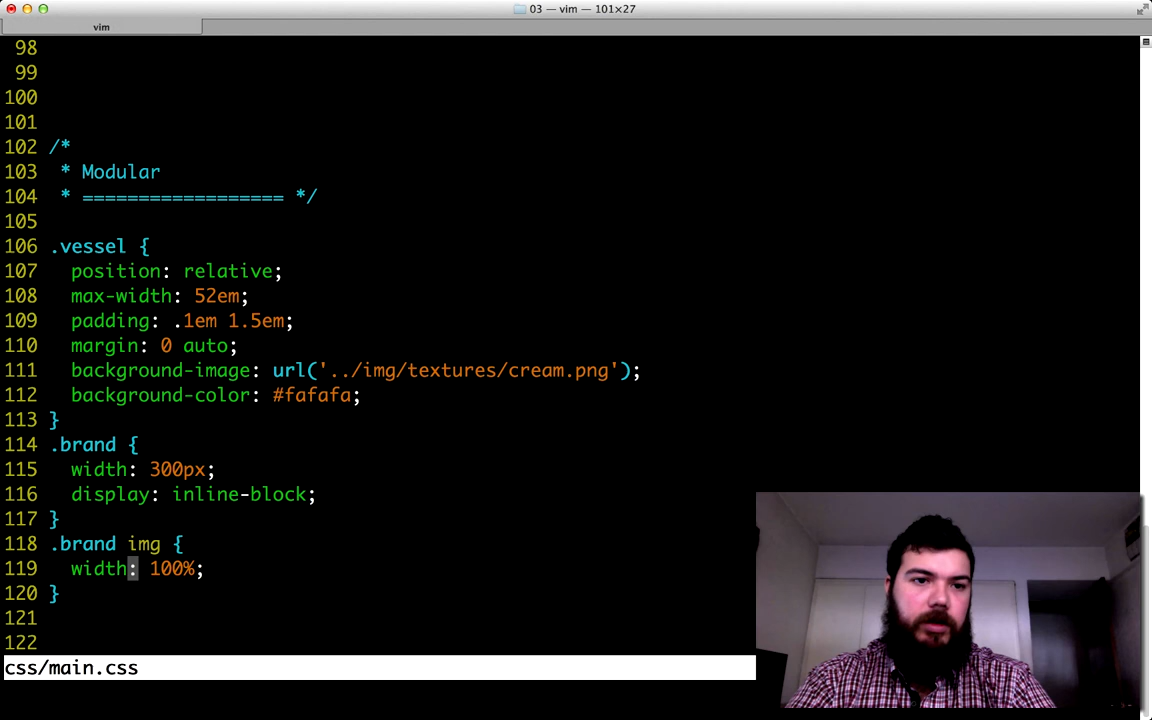 03 — vim — 101×27
vim
98
99
100
101
102 /*
103  * Modular
104  * ================== */
105
106 .vessel {
107   position: relative;
108   max-width: 52em;
109   padding: .1em 1.5em;
110   margin: 0 auto;
111   background-image: url('../img/textures/cream.png');
112   background-color: #fafafa;
113 }
114 .brand {
115   width: 300px;
116   display: inline-block;
117 }
118 .brand img {
119   width: 100%;
120 }
121
122
css/main.css